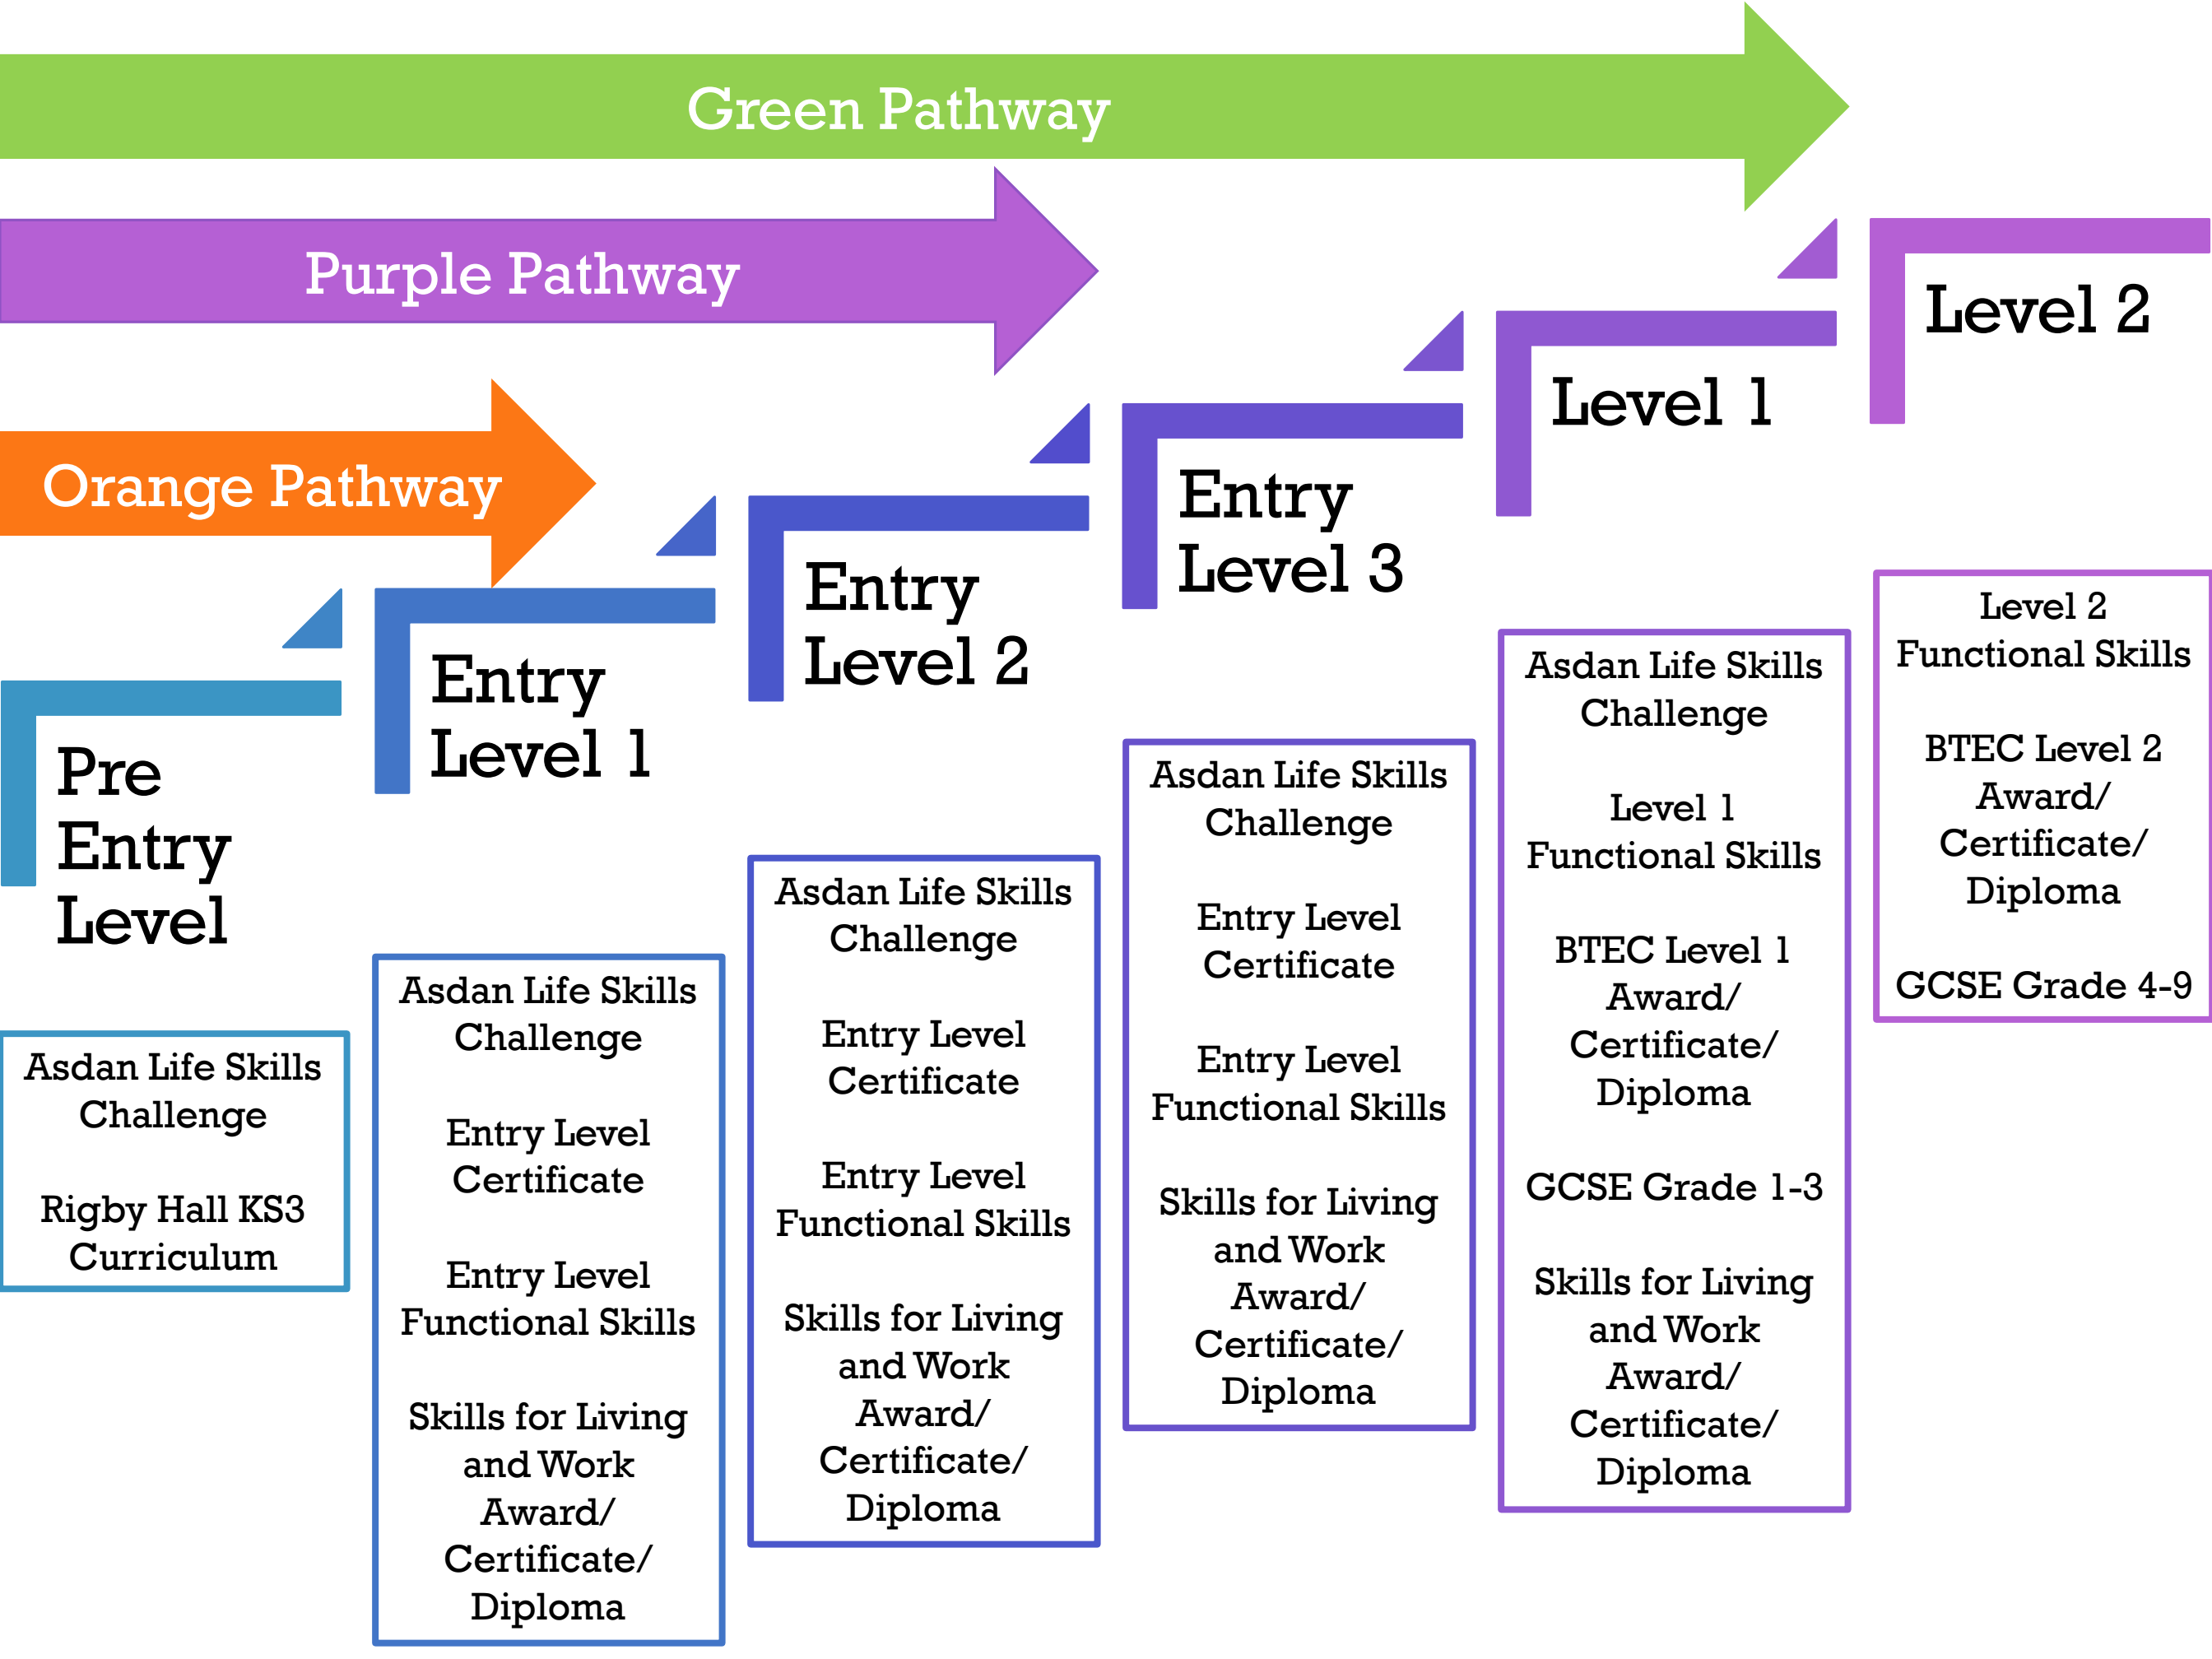 Green Pathway
Purple Pathway
Orange Pathway
Pre
Entry
Level
Entry
Level 1
Entry
Level 2
Entry
Level 3
Level 1
Level 2
Asdan Life Skills
Challenge
Rigby Hall KS3
Curriculum
Asdan Life Skills
Challenge
Entry Level
Certificate
Entry Level
Functional Skills
Skills for Living
and Work
Award/
Certificate/
Diploma
Asdan Life Skills
Challenge
Entry Level
Certificate
Entry Level
Functional Skills
Skills for Living
and Work
Award/
Certificate/
Diploma
Asdan Life Skills
Challenge
Entry Level
Certificate
Entry Level
Functional Skills
Skills for Living
and Work
Award/
Certificate/
Diploma
Asdan Life Skills
Challenge
Level 1
Functional Skills
BTEC Level 1
Award/
Certificate/
Diploma
GCSE Grade 1-3
Skills for Living
and Work
Award/
Certificate/
Diploma
Level 2
Functional Skills
BTEC Level 2
Award/
Certificate/
Diploma
GCSE Grade 4-9